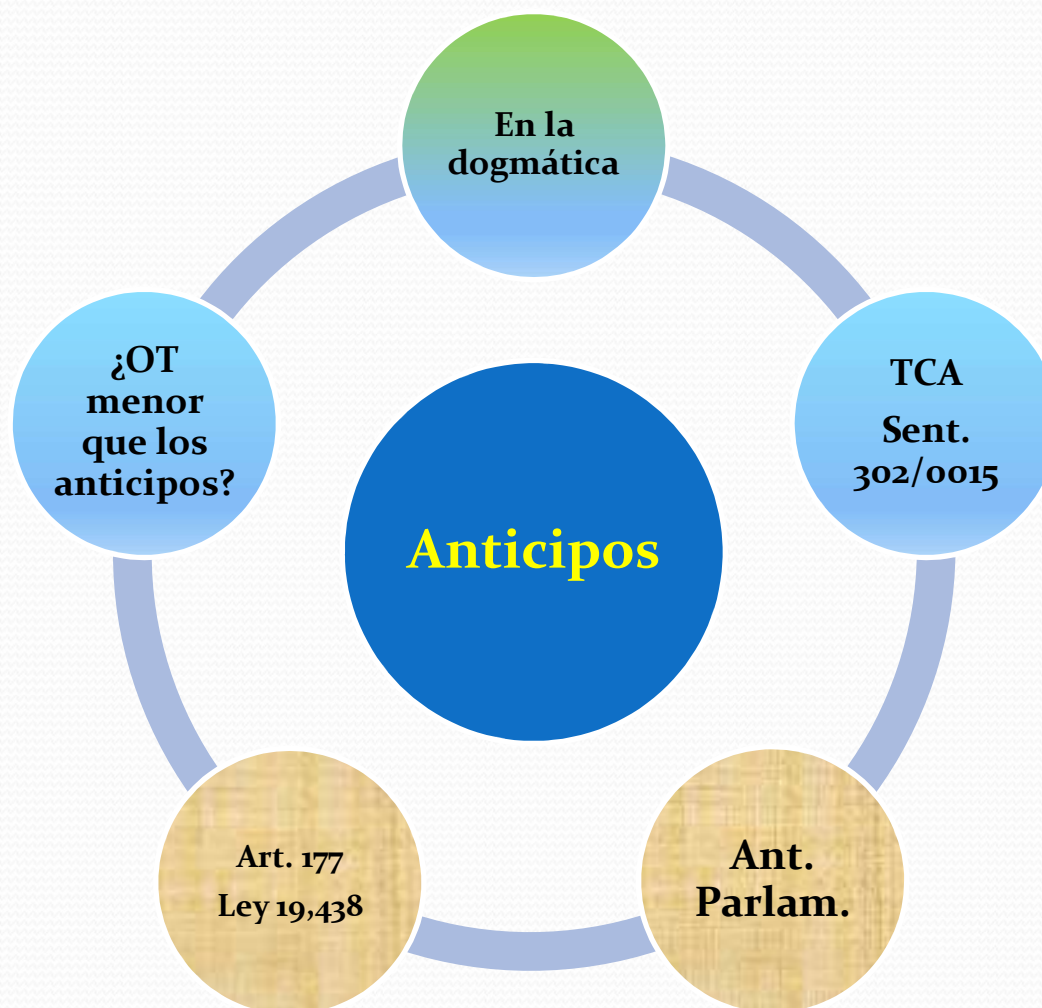 En la
dogmática
TCA
Sent.
302/0015
Ant.
Parlam.
Art. 177
Ley 19,438
¿OT
menor
que los
anticipos?
Anticipos